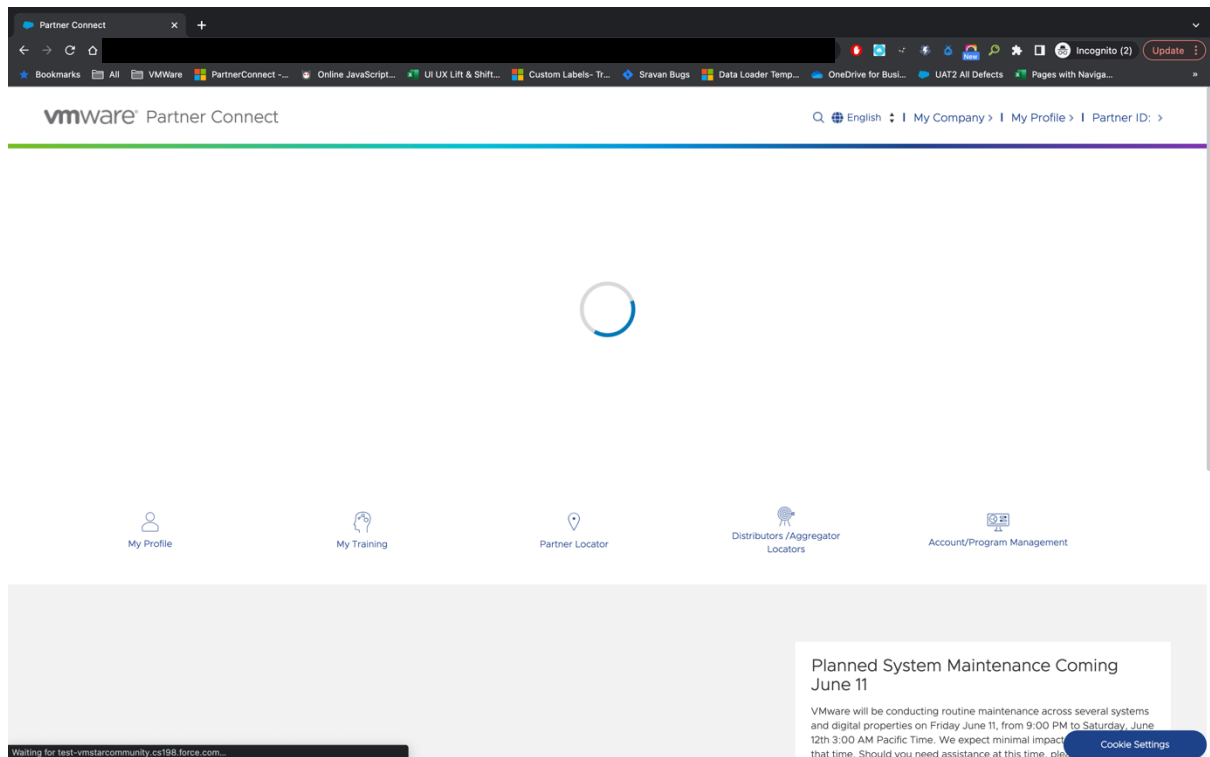 Partner Connect
Incognito (2) Update
Bookmarks All VMWare PartnerConnect -... Online JavaScript... UI UX Lift & Shift... Custom Labels- Tr... Sravan Bugs Data Loader Temp... OneDrive for Busi... UAT2 All Defects Pages with Naviga... »
New
vmware® Partner Connect
English | My Company > | My Profile > | Partner ID: >
My Profile
My Training
Partner Locator
Distributors /Aggregator
Locators
Account/Program Management
Planned System Maintenance Coming
June 11
VMware will be conducting routine maintenance across several systems
and digital properties on Friday June 11, from 9:00 PM to Saturday, June
12th 3:00 AM Pacific Time. We expect minimal impact
that time. Should you need assistance at this time, ple
Cookie Settings
Waiting for test-vmstarcommunity.cs198.force.com...